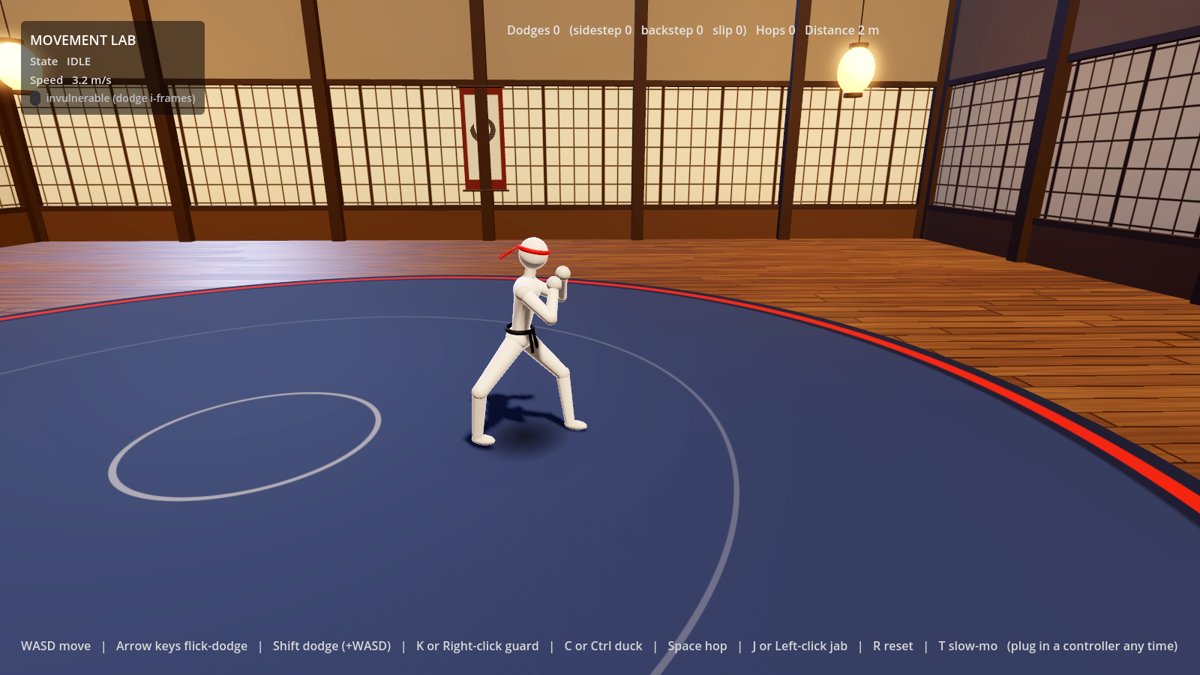 Dodges 0 (sidestep 0 backstep 0 slip 0) Hops 0 Distance 2 m
MOVEMENT LAB
State IDLE
Speed 3.2 m/s
invulnerable (dodge i-frames)
WASD move | Arrow keys flick-dodge | Shift dodge (+WASD) | K or Right-click guard | C or Ctrl duck | Space hop | J or Left-click jab | R reset | T slow-mo (plug in a controller any time)